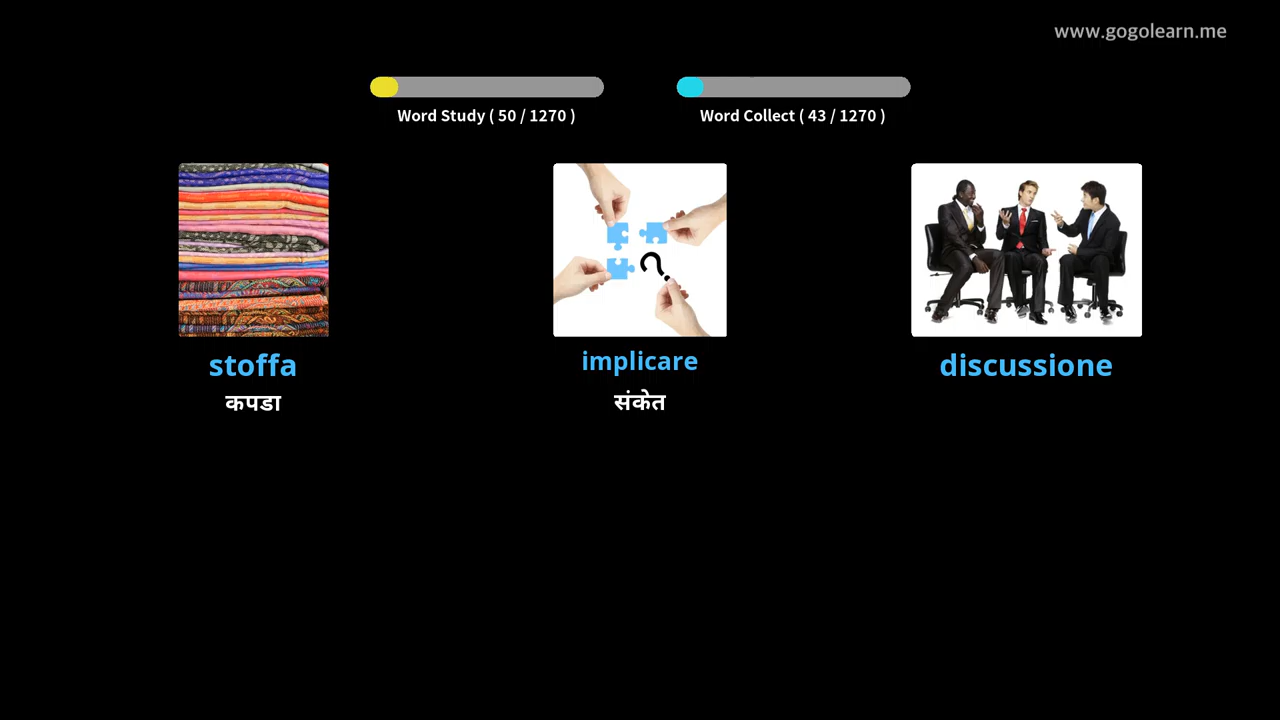 www.gogolearn.me
Word Study ( 50 / 1270 )
Word Collect ( 43 / 1270 )
stoffa
implicare
discussione
कपडा
संकेत